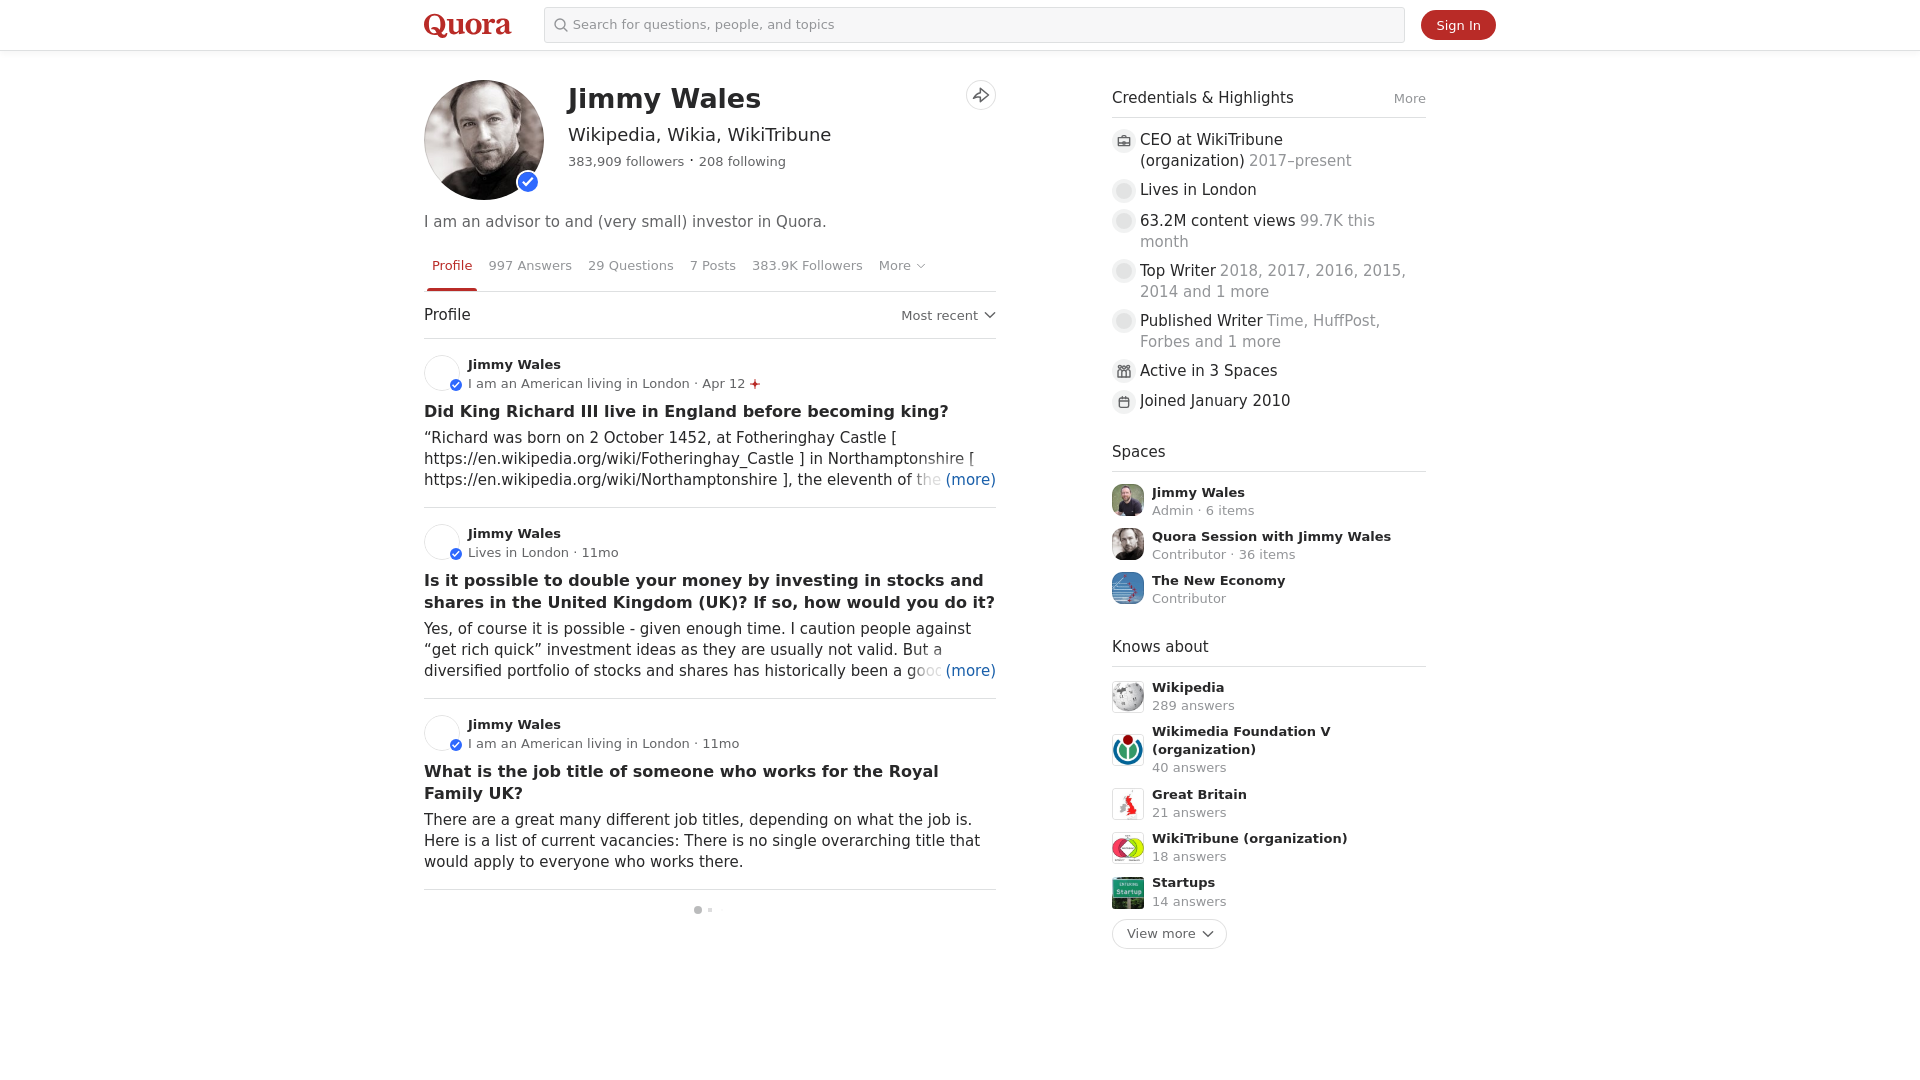 Quora
Search for questions, people, and topics
Sign In
Jimmy Wales
Wikipedia, Wikia, WikiTribune
383,909 followers · 208 following
I am an advisor to and (very small) investor in Quora.
Profile
997 Answers
29 Questions
7 Posts
383.9K Followers
More
Profile
Most recent
Jimmy Wales
I am an American living in London · Apr 12
Did King Richard III live in England before becoming king?
“Richard was born on 2 October 1452, at Fotheringhay Castle [
https://en.wikipedia.org/wiki/Fotheringhay_Castle ] in Northamptonshire [
https://en.wikipedia.org/wiki/Northamptonshire ], the eleventh of the (more)
Jimmy Wales
Lives in London · 11mo
Is it possible to double your money by investing in stocks and
shares in the United Kingdom (UK)? If so, how would you do it?
Yes, of course it is possible - given enough time. I caution people against
“get rich quick” investment ideas as they are usually not valid. But a
diversified portfolio of stocks and shares has historically been a (more)
Jimmy Wales
I am an American living in London · 11mo
What is the job title of someone who works for the Royal
Family UK?
There are a great many different job titles, depending on what the job is.
Here is a list of current vacancies: There is no single overarching title that
would apply to everyone who works there.
Credentials & Highlights
More
CEO at WikiTribune
(organization) 2017–present
Lives in London
63.2M content views 99.7K this
month
Top Writer 2018, 2017, 2016, 2015,
2014 and 1 more
Published Writer Time, HuffPost,
Forbes and 1 more
Active in 3 Spaces
Joined January 2010
Spaces
Jimmy Wales
Admin · 6 items
Quora Session with Jimmy Wales
Contributor · 36 items
The New Economy
Contributor
Knows about
Wikipedia
289 answers
Wikimedia Foundation V
(organization)
40 answers
Great Britain
21 answers
WikiTribune (organization)
18 answers
Startup
Startups
14 answers
View more